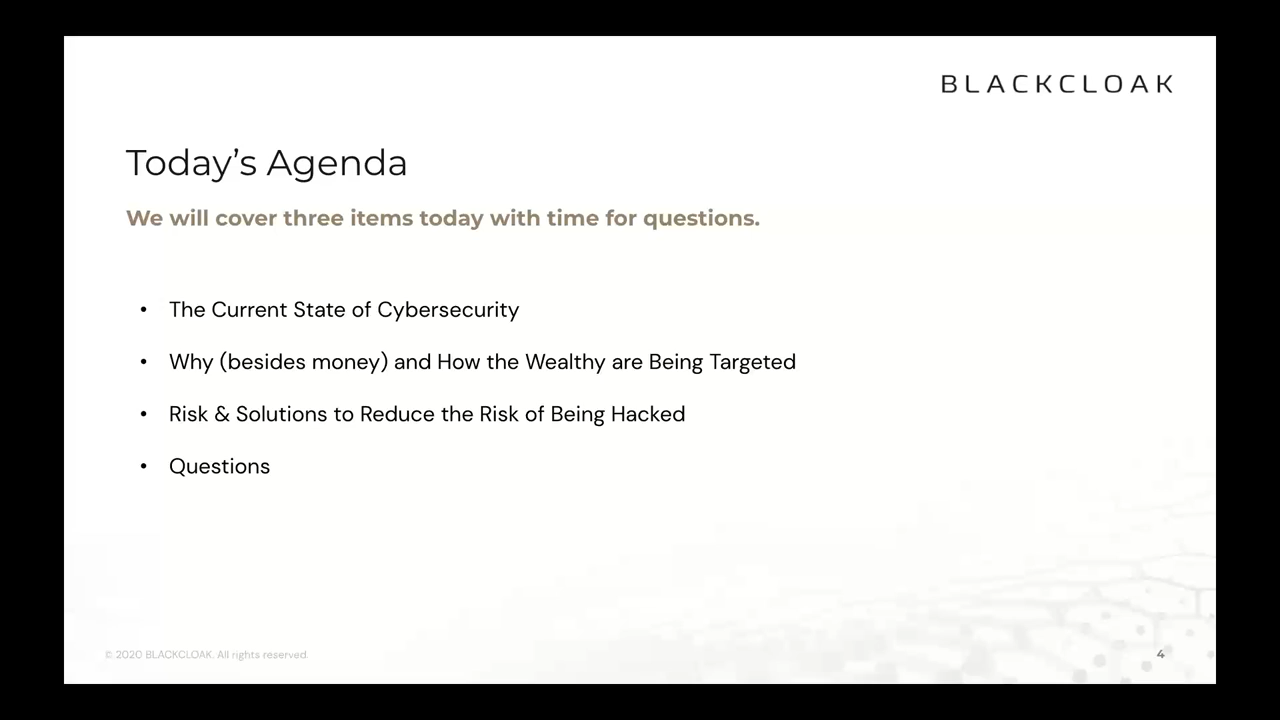 BLACKCLOAK
Today’s Agenda
We will cover three items today with time for questions.
• The Current State of Cybersecurity
• Why (besides money) and How the Wealthy are Being Targeted
• Risk & Solutions to Reduce the Risk of Being Hacked
• Questions
© 2020 BLACKCLOAK. All rights reserved.
4